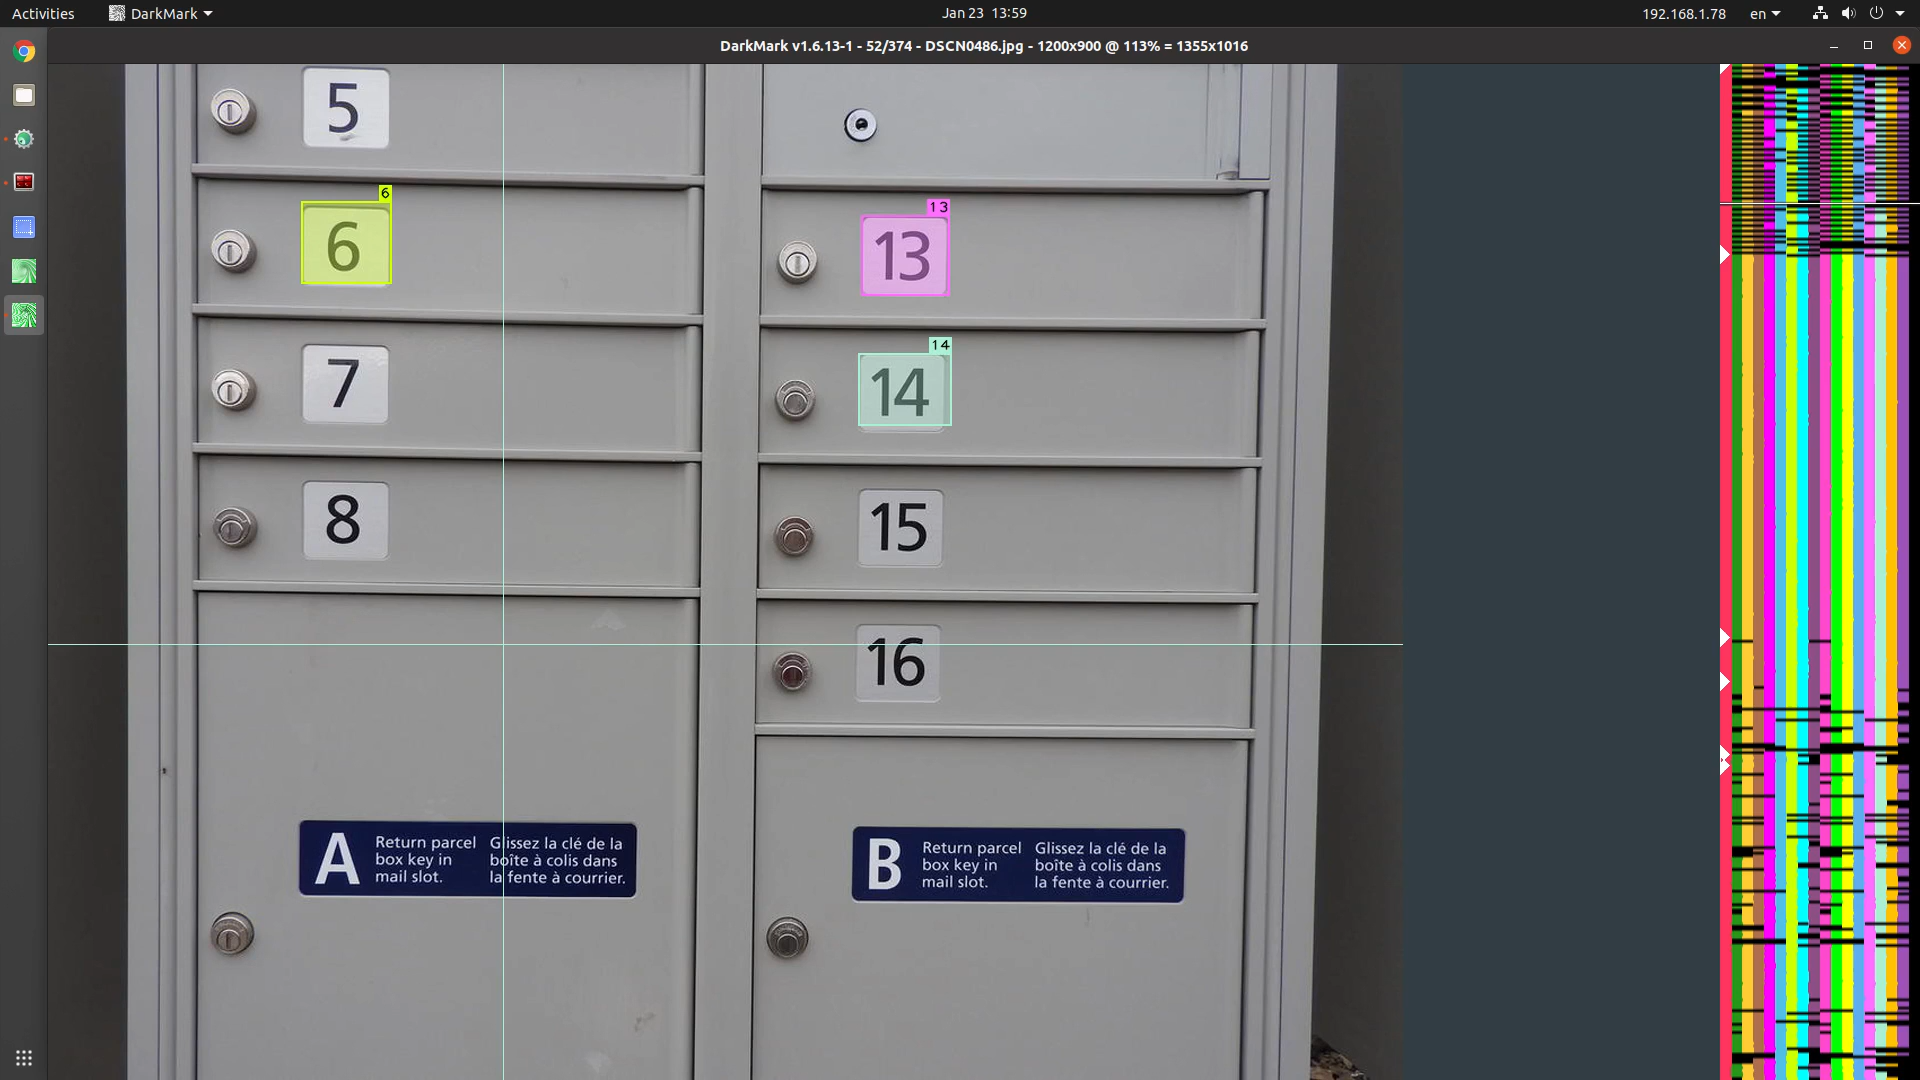 Activities
DarkMark
Jan 23 13:59
192.168.1.78
en
DarkMark v1.6.13-1 - 52/374 - DSCN0486.jpg - 1200x900 @ 113% = 1355x1016
5
6
6
7
8
13
13
14
14
15
16
A
Return parcel
box key in
mail slot.
Glissez la clé de la
boîte à colis dans
la fente à courrier.
B
Return parcel
box key in
mail slot.
Glissez la clé de la
boîte à colis dans
la fente à courrier.